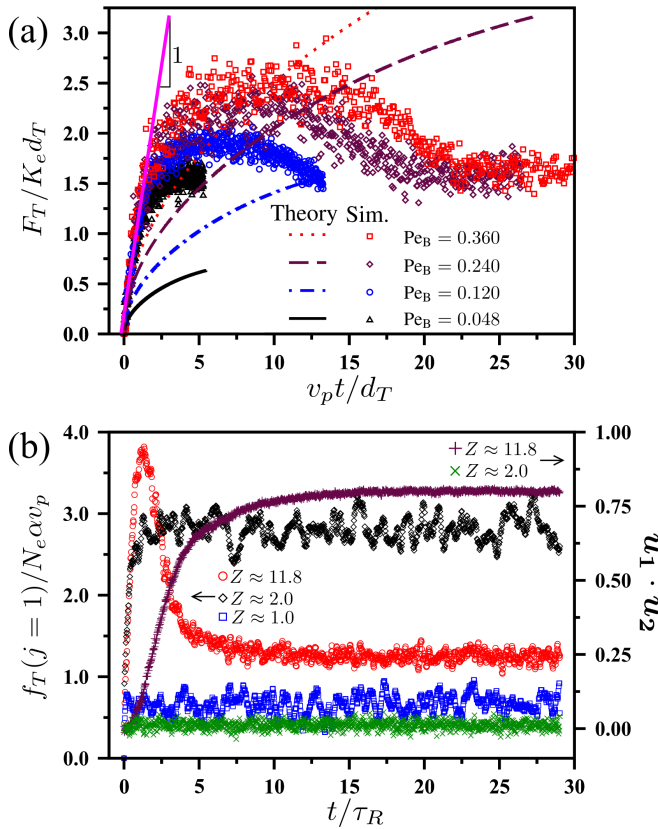 (a)
3.0
2.5
2.0
1.5
1.0
0.5
0.0
F_T/K_e d_T
1
Theory Sim.
Pe_B = 0.360
Pe_B = 0.240
Pe_B = 0.120
Pe_B = 0.048
0 5 10 15 20 25 30
v_p t/d_T
(b)
4.0
3.0
2.0
1.0
0.0
f_T(j = 1)/N_e α v_p
Z ≈ 11.8
Z ≈ 2.0
Z ≈ 11.8
Z ≈ 2.0
Z ≈ 1.0
1.00
0.75
0.50
0.25
0.00
u_1 · u_2
0 5 10 15 20 25 30
t/τ_R